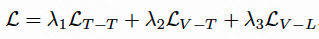 ℒ = λ₁ℒ_{T−T} + λ₂ℒ_{V−T} + λ₃ℒ_{V−L}